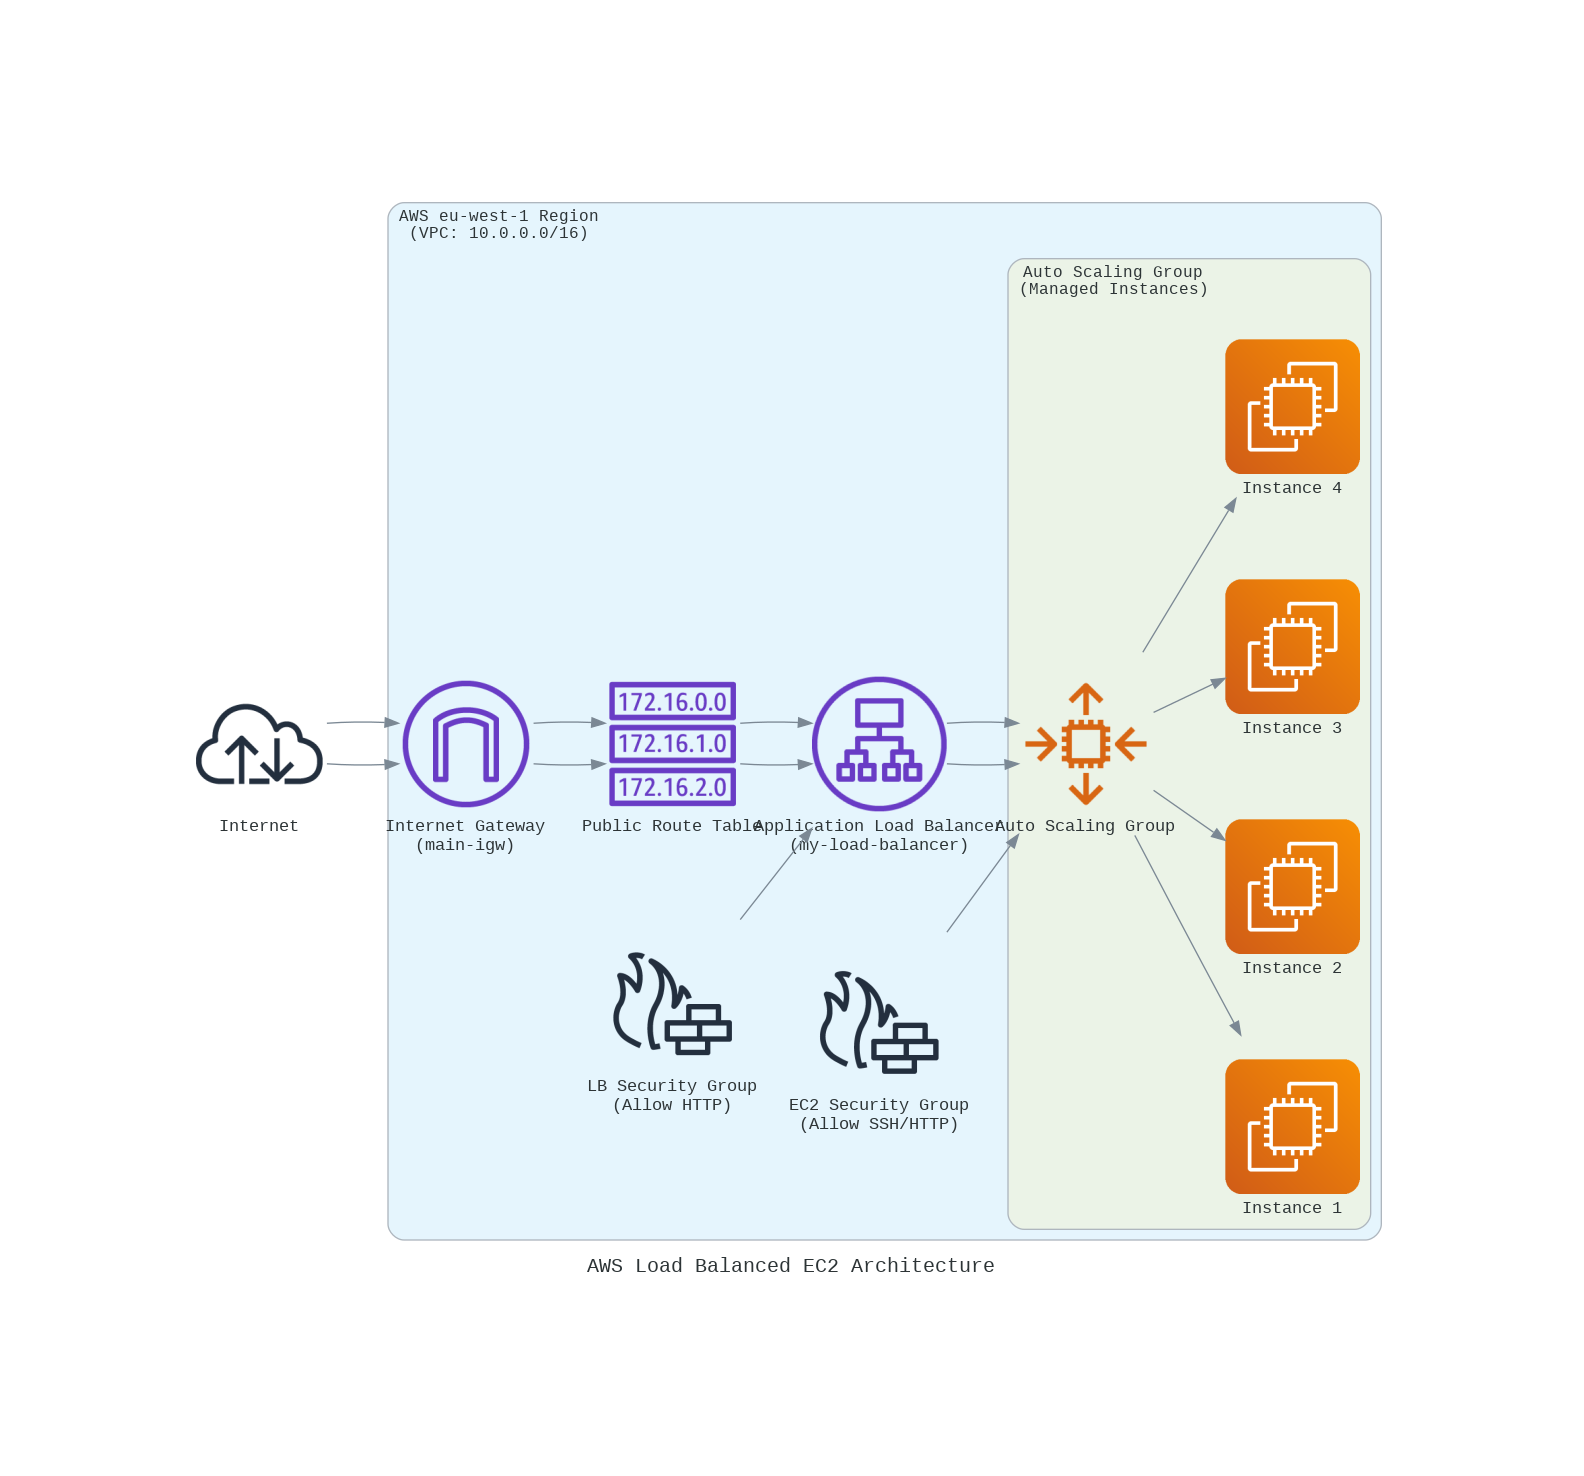 AWS eu-west-1 Region
(VPC: 10.0.0.0/16)
Auto Scaling Group
(Managed Instances)
Instance 4
Instance 3
172.16.0.0
172.16.1.0
172.16.2.0
Internet
Internet Gateway
(main-igw)
Public Route Table
Application Load Balancer
(my-load-balancer)
Auto Scaling Group
Instance 2
LB Security Group
(Allow HTTP)
EC2 Security Group
(Allow SSH/HTTP)
Instance 1
AWS Load Balanced EC2 Architecture